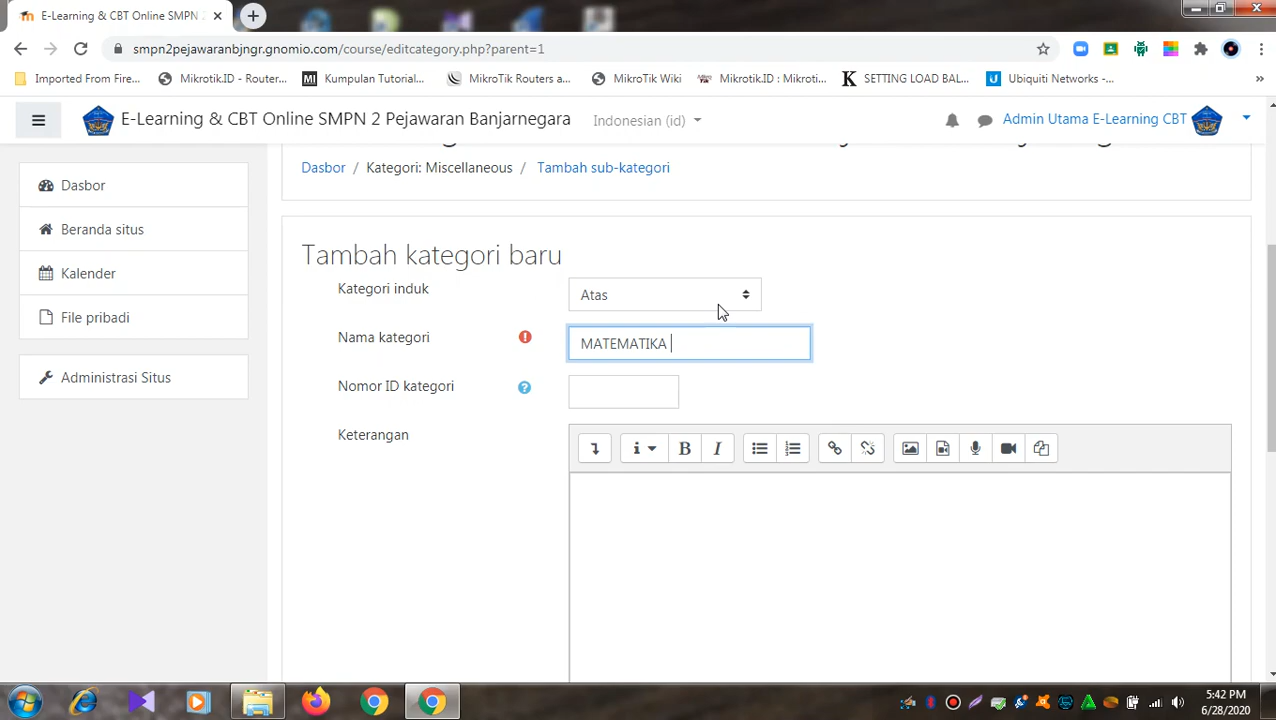 E-Learning & CBT Online SMPN 2
smpn2pejawaranbjngr.gnomio.com/course/editcategory.php?parent=1
Imported From Fire...
Mikrotik.ID - Router...
Kumpulan Tutorial...
MikroTik Routers a...
MikroTik Wiki
Mikrotik.ID : Mikroti...
SETTING LOAD BAL...
Ubiquiti Networks -...
E-Learning & CBT Online SMPN 2 Pejawaran Banjarnegara
Indonesian (id)
Admin Utama E-Learning CBT
Dasbor / Kategori: Miscellaneous / Tambah sub-kategori
Dasbor
Beranda situs
Kalender
File pribadi
Administrasi Situs
Tambah kategori baru
Kategori induk
Atas
Nama kategori
MATEMATIKA
Nomor ID kategori
Keterangan
5:42 PM
6/28/2020